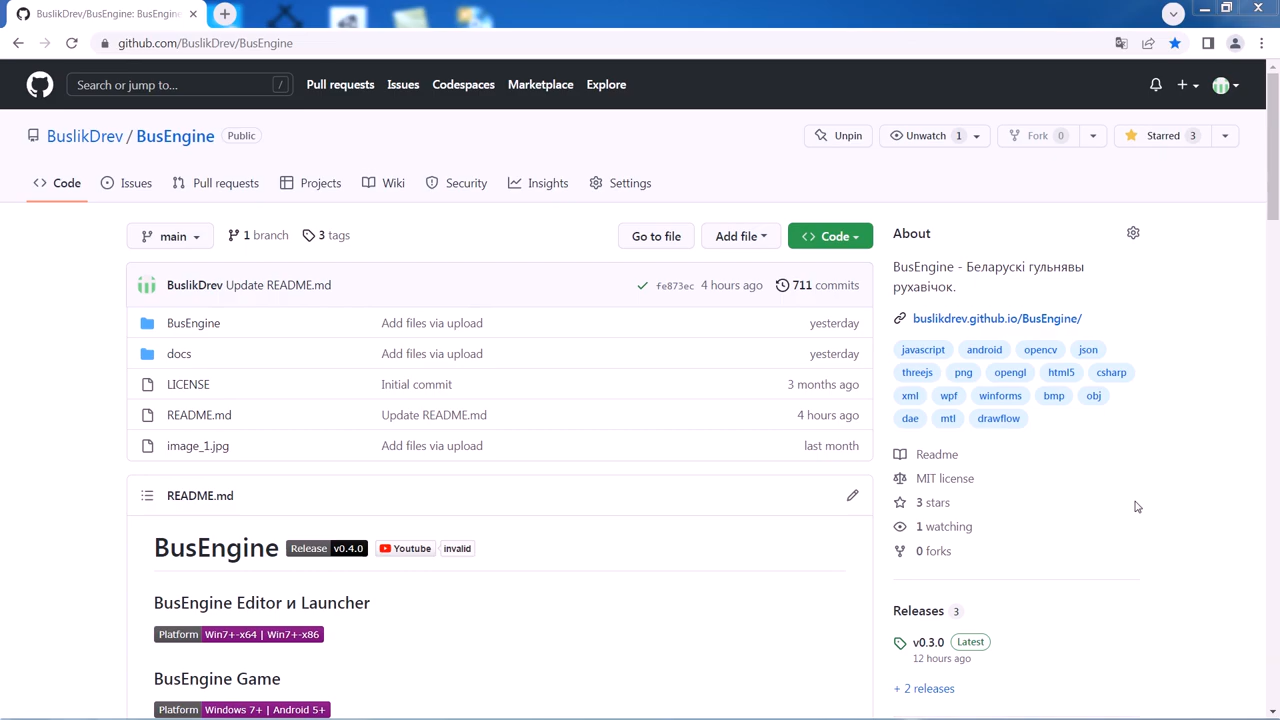 BuslikDrev/BusEngine: BusEngine
github.com/BuslikDrev/BusEngine
Search or jump to... /
Pull requests Issues Codespaces Marketplace Explore
BuslikDrev / BusEngine Public
Unpin Unwatch 1 Fork 0 Starred 3
Code Issues Pull requests Projects Wiki Security Insights Settings
main 1 branch 3 tags Go to file Add file Code
BuslikDrev Update README.md fe873ec 4 hours ago 711 commits
BusEngine Add files via upload yesterday
docs Add files via upload yesterday
LICENSE Initial commit 3 months ago
README.md Update README.md 4 hours ago
image_1.jpg Add files via upload last month
README.md
BusEngine Release v0.4.0 Youtube invalid
BusEngine Editor и Launcher
Platform Win7+-x64 | Win7+-x86
BusEngine Game
Platform Windows 7+ | Android 5+
About
BusEngine - Беларускі гульнявы
рухавічок.
buslikdrev.github.io/BusEngine/
javascript android opencv json
threejs png opengl html5 csharp
xml wpf winforms bmp obj
dae mtl drawflow
Readme
MIT license
3 stars
1 watching
0 forks
Releases 3
v0.3.0 Latest
12 hours ago
+ 2 releases